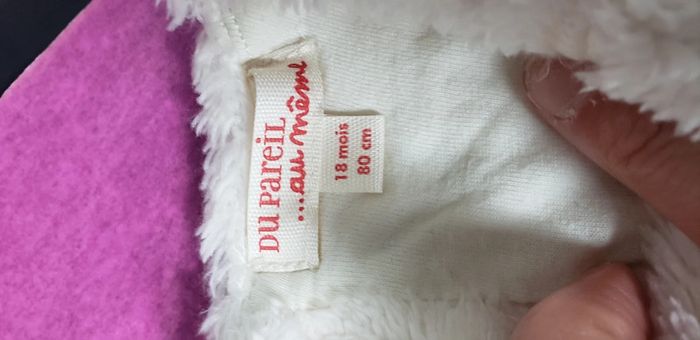 DU PAREIL
...au même
18 mois
80 cm